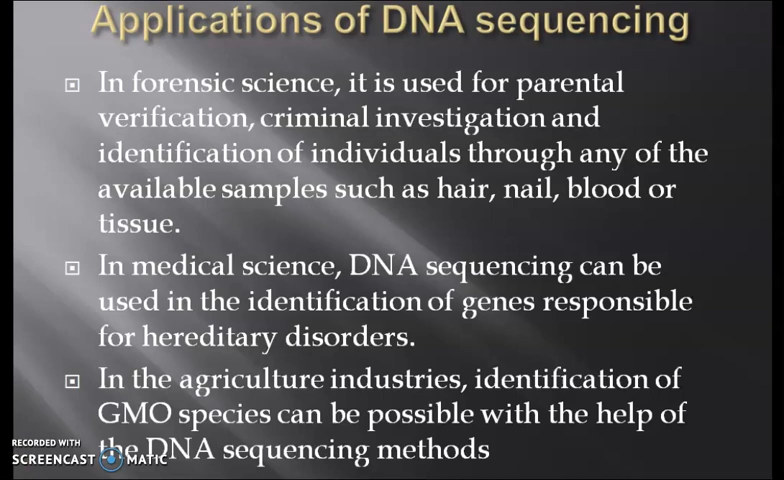 Applications of DNA sequencing
In forensic science, it is used for parental
verification, criminal investigation and
identification of individuals through any of the
available samples such as hair, nail, blood or
tissue.
In medical science, DNA sequencing can be
used in the identification of genes responsible
for hereditary disorders.
In the agriculture industries, identification of
GMO species can be possible with the help of
the DNA sequencing methods
RECORDED WITH
SCREENCAST MATIC